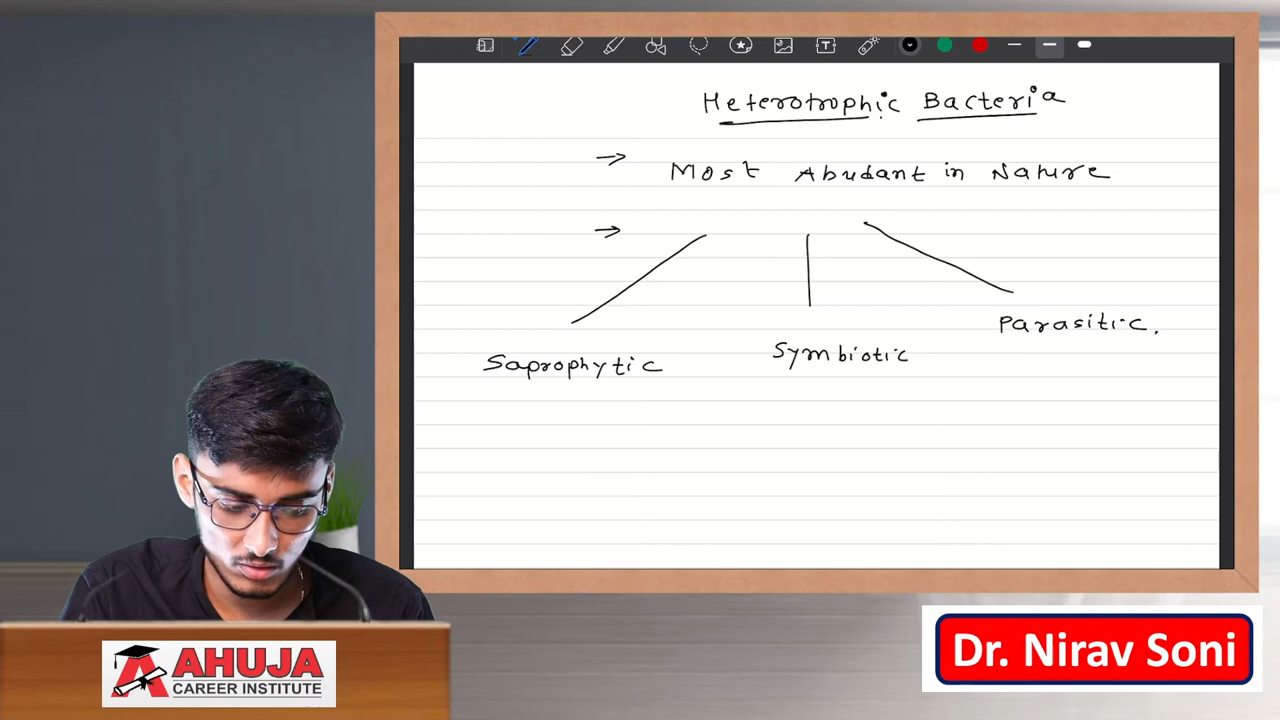 Heterotrophic Bacteria
→ Most Abudant in Nature
→
Saprophytic
Symbiotic
Parasitic.
AHUJA
CAREER INSTITUTE
Dr. Nirav Soni